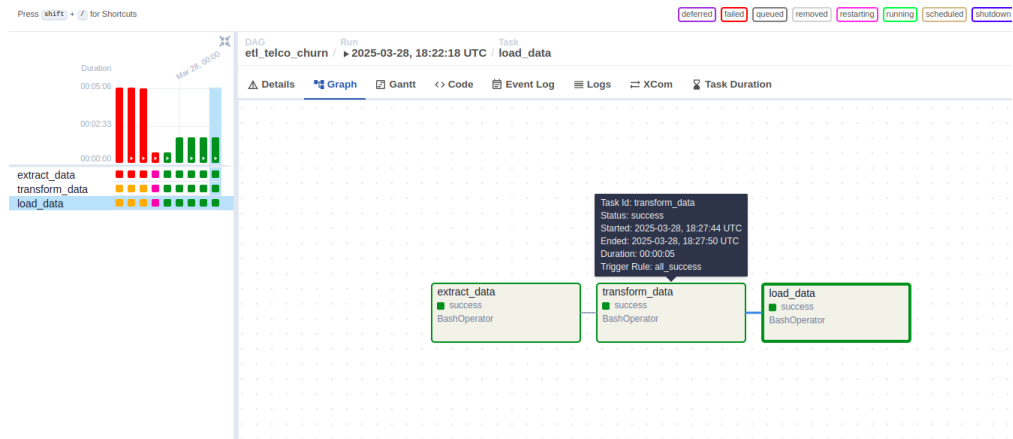 Press shift + / for Shortcuts
deferred failed queued removed restarting running scheduled shutdown
DAG
etl_telco_churn
/
Run
2025-03-28, 18:22:18 UTC
/
Task
load_data
Mar 28, 00:00
Duration
00:05:06
00:02:33
00:00:00
extract_data
transform_data
load_data
Details Graph Gantt Code Event Log Logs XCom Task Duration
Task Id: transform_data
Status: success
Started: 2025-03-28, 18:27:44 UTC
Ended: 2025-03-28, 18:27:50 UTC
Duration: 00:00:05
Trigger Rule: all_success
extract_data
success
BashOperator
transform_data
success
BashOperator
load_data
success
BashOperator